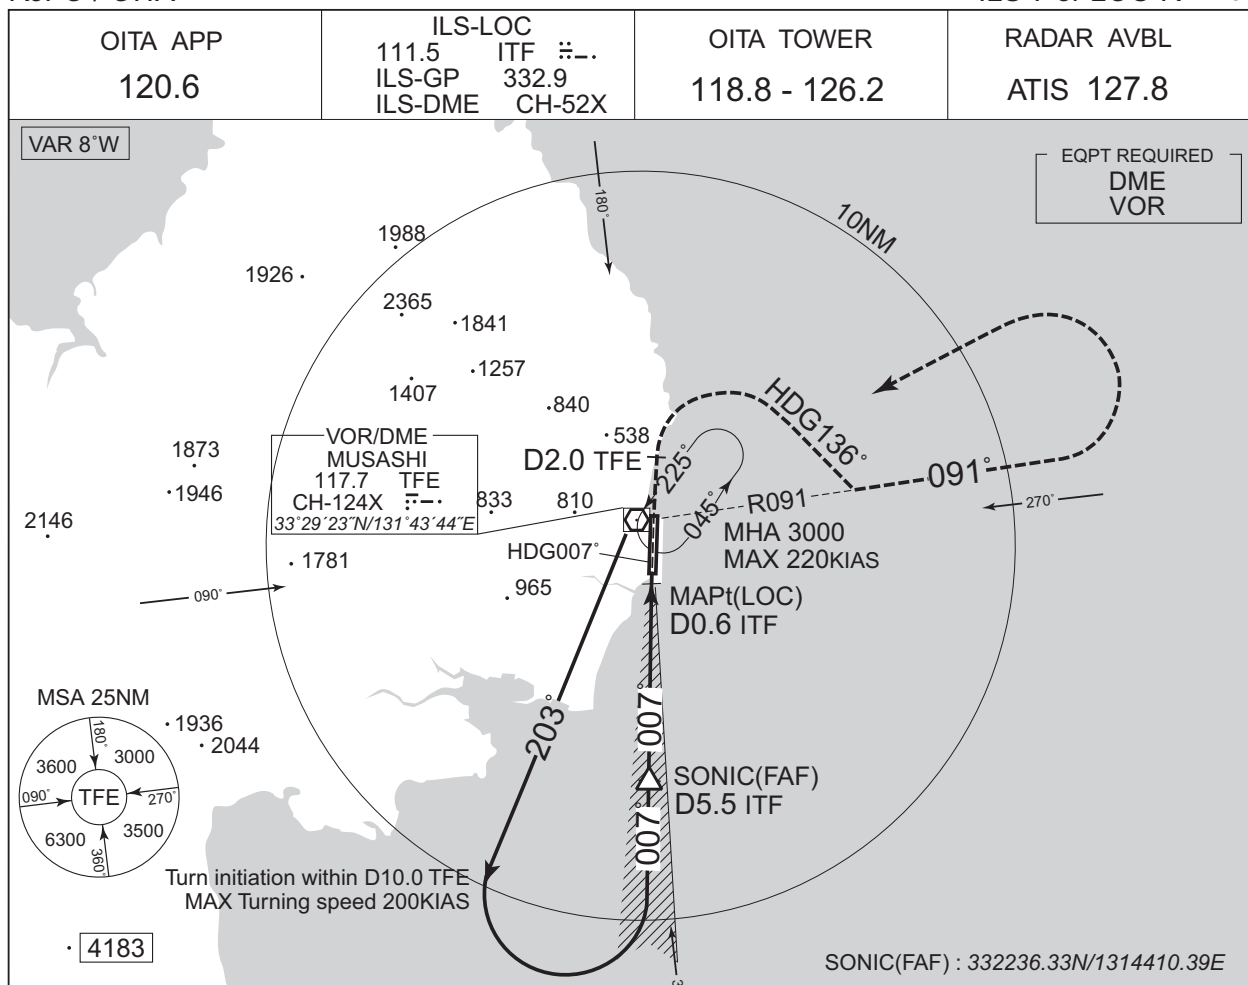 OITA APP
120.6
ILS-LOC
111.5 ITF
ILS-GP 332.9
ILS-DME CH-52X
OITA TOWER
118.8 - 126.2
RADAR AVBL
ATIS 127.8
VAR 8°W
EQPT REQUIRED
DME
VOR
180°
10NM
1988
1926
2365
1841
1257
1407
840
538
HDG136°
1873
1946
2146
VOR/DME
MUSASHI
117.7 TFE
CH-124X
33°29´23˝N/131°43´44˝E
833
810
D2.0 TFE
225°
045°
R091
091°
270°
MHA 3000
MAX 220KIAS
HDG007°
1781
965
090°
MAPt(LOC)
D0.6 ITF
203°
007°
SONIC(FAF)
D5.5 ITF
007°
MSA 25NM
1936
2044
180°
3600
3000
090°
TFE
270°
6300
3500
360°
Turn initiation within D10.0 TFE
MAX Turning speed 200KIAS
4183
SONIC(FAF) : 332236.33N/1314410.39E